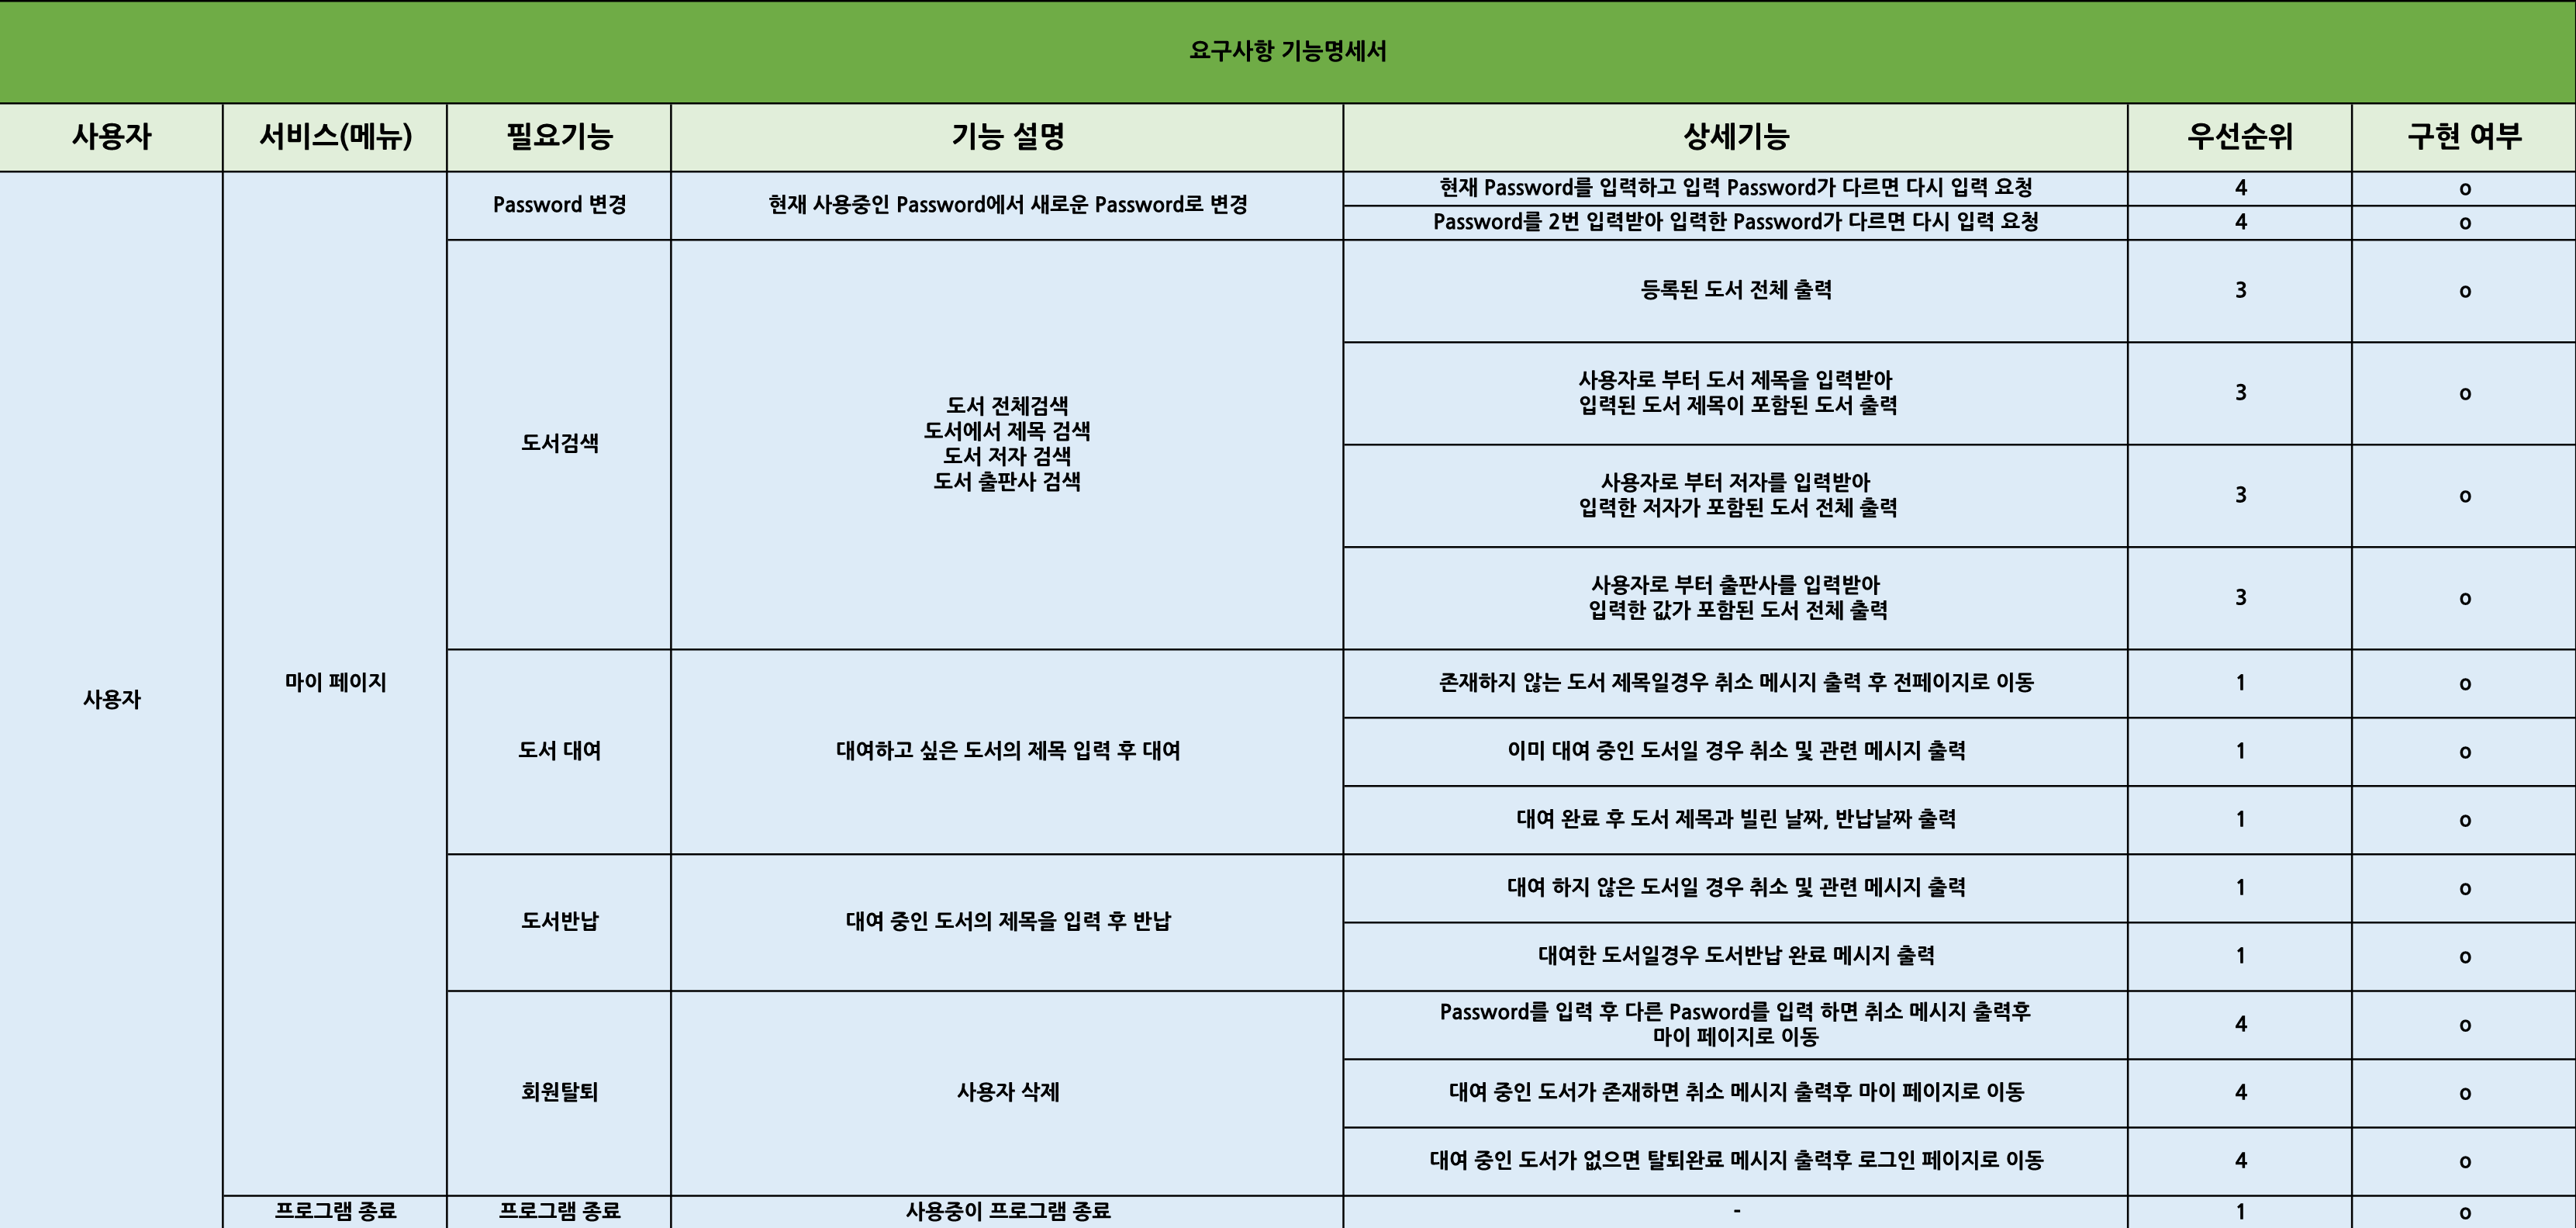 요구사항 기능명세서
사용자 서비스(메뉴) 필요기능 기능 설명 상세기능 우선순위 구현 여부
사용자
마이 페이지
Password 변경
현재 사용중인 Password에서 새로운 Password로 변경
현재 Password를 입력하고 입력 Password가 다르면 다시 입력 요청 4 o
Password를 2번 입력받아 입력한 Password가 다르면 다시 입력 요청 4 o
도서검색
도서 전체검색
도서에서 제목 검색
도서 저자 검색
도서 출판사 검색
등록된 도서 전체 출력 3 o
사용자로 부터 도서 제목을 입력받아
입력된 도서 제목이 포함된 도서 출력 3 o
사용자로 부터 저자를 입력받아
입력한 저자가 포함된 도서 전체 출력 3 o
사용자로 부터 출판사를 입력받아
입력한 값가 포함된 도서 전체 출력 3 o
도서 대여
대여하고 싶은 도서의 제목 입력 후 대여
존재하지 않는 도서 제목일경우 취소 메시지 출력 후 전페이지로 이동 1 o
이미 대여 중인 도서일 경우 취소 및 관련 메시지 출력 1 o
대여 완료 후 도서 제목과 빌린 날짜, 반납날짜 출력 1 o
도서반납
대여 중인 도서의 제목을 입력 후 반납
대여 하지 않은 도서일 경우 취소 및 관련 메시지 출력 1 o
대여한 도서일경우 도서반납 완료 메시지 출력 1 o
회원탈퇴
사용자 삭제
Password를 입력 후 다른 Pasword를 입력 하면 취소 메시지 출력후
마이 페이지로 이동 4 o
대여 중인 도서가 존재하면 취소 메시지 출력후 마이 페이지로 이동 4 o
대여 중인 도서가 없으면 탈퇴완료 메시지 출력후 로그인 페이지로 이동 4 o
프로그램 종료 프로그램 종료 사용중이 프로그램 종료 - 1 o